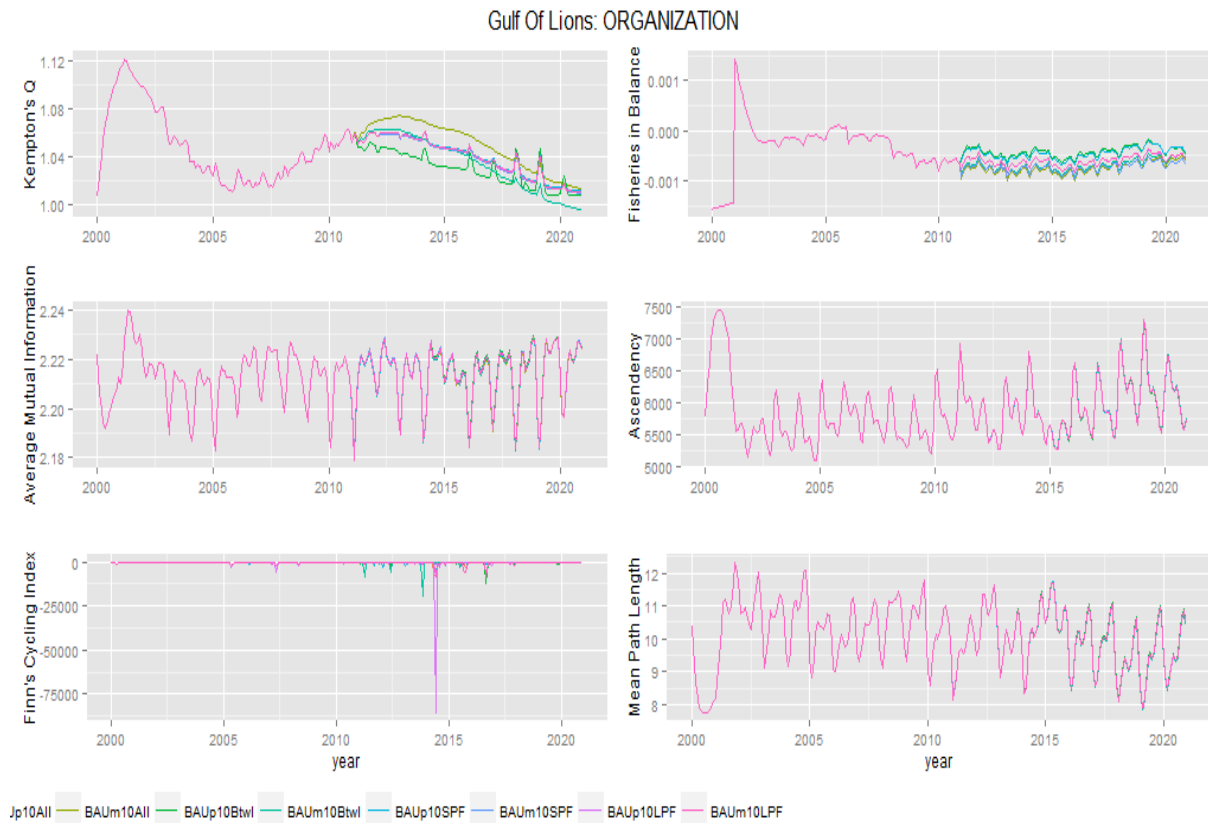 Gulf Of Lions: ORGANIZATION
Kempton's Q
1.12
1.08
1.04
1.00
2000 2005 2010 2015 2020
Fisheries in Balance
0.001
0.000
-0.001
2000 2005 2010 2015 2020
Average Mutual Information
2.24
2.22
2.20
2.18
2000 2005 2010 2015 2020
Ascendency
7500
7000
6500
6000
5500
5000
2000 2005 2010 2015 2020
Finn's Cycling Index
0
-25000
-50000
-75000
2000 2005 2010 2015 2020
year
Mean Path Length
12
11
10
9
8
2000 2005 2010 2015 2020
year
Jp10All BAUm10All BAUp10Btwl BAUm10Btwl BAUp10SPF BAUm10SPF BAUp10LPF BAUm10LPF